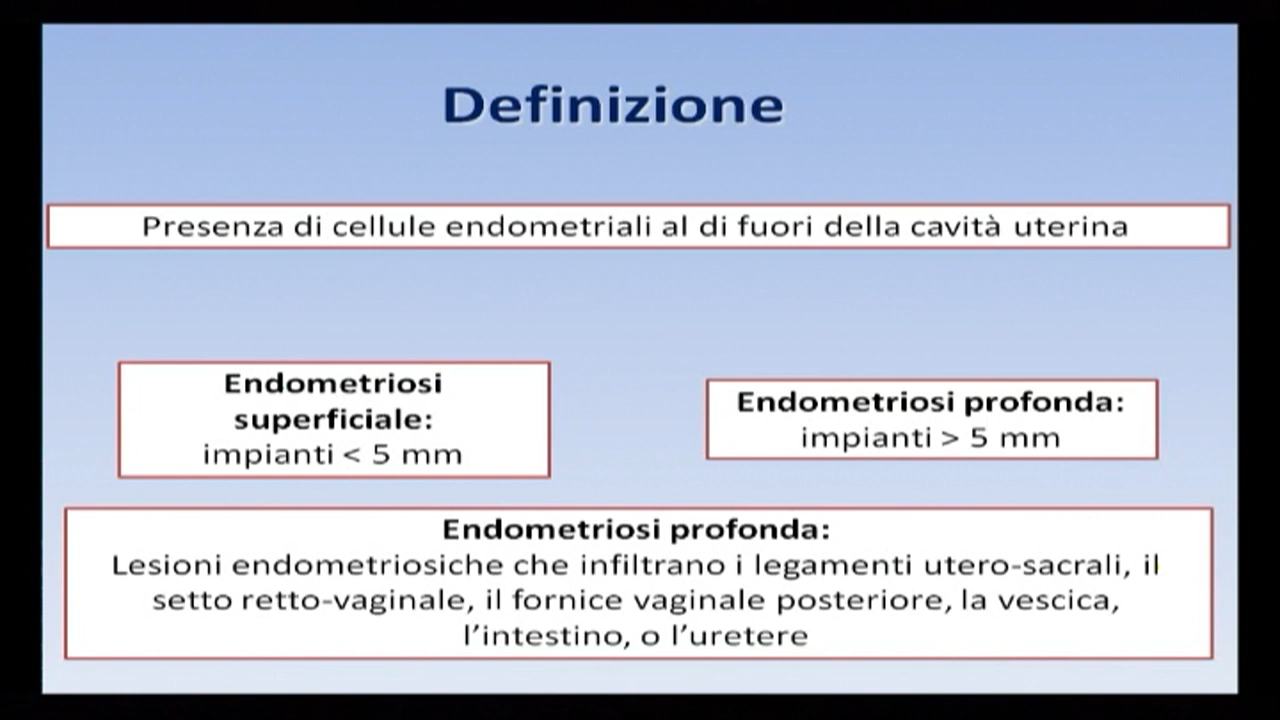 Definizione
Presenza di cellule endometriali al di fuori della cavità uterina
Endometriosi
superficiale:
impianti < 5 mm
Endometriosi profonda:
impianti > 5 mm
Endometriosi profonda:
Lesioni endometriosiche che infiltrano i legamenti utero-sacrali, il
setto retto-vaginale, il fornice vaginale posteriore, la vescica,
l’intestino, o l’uretere